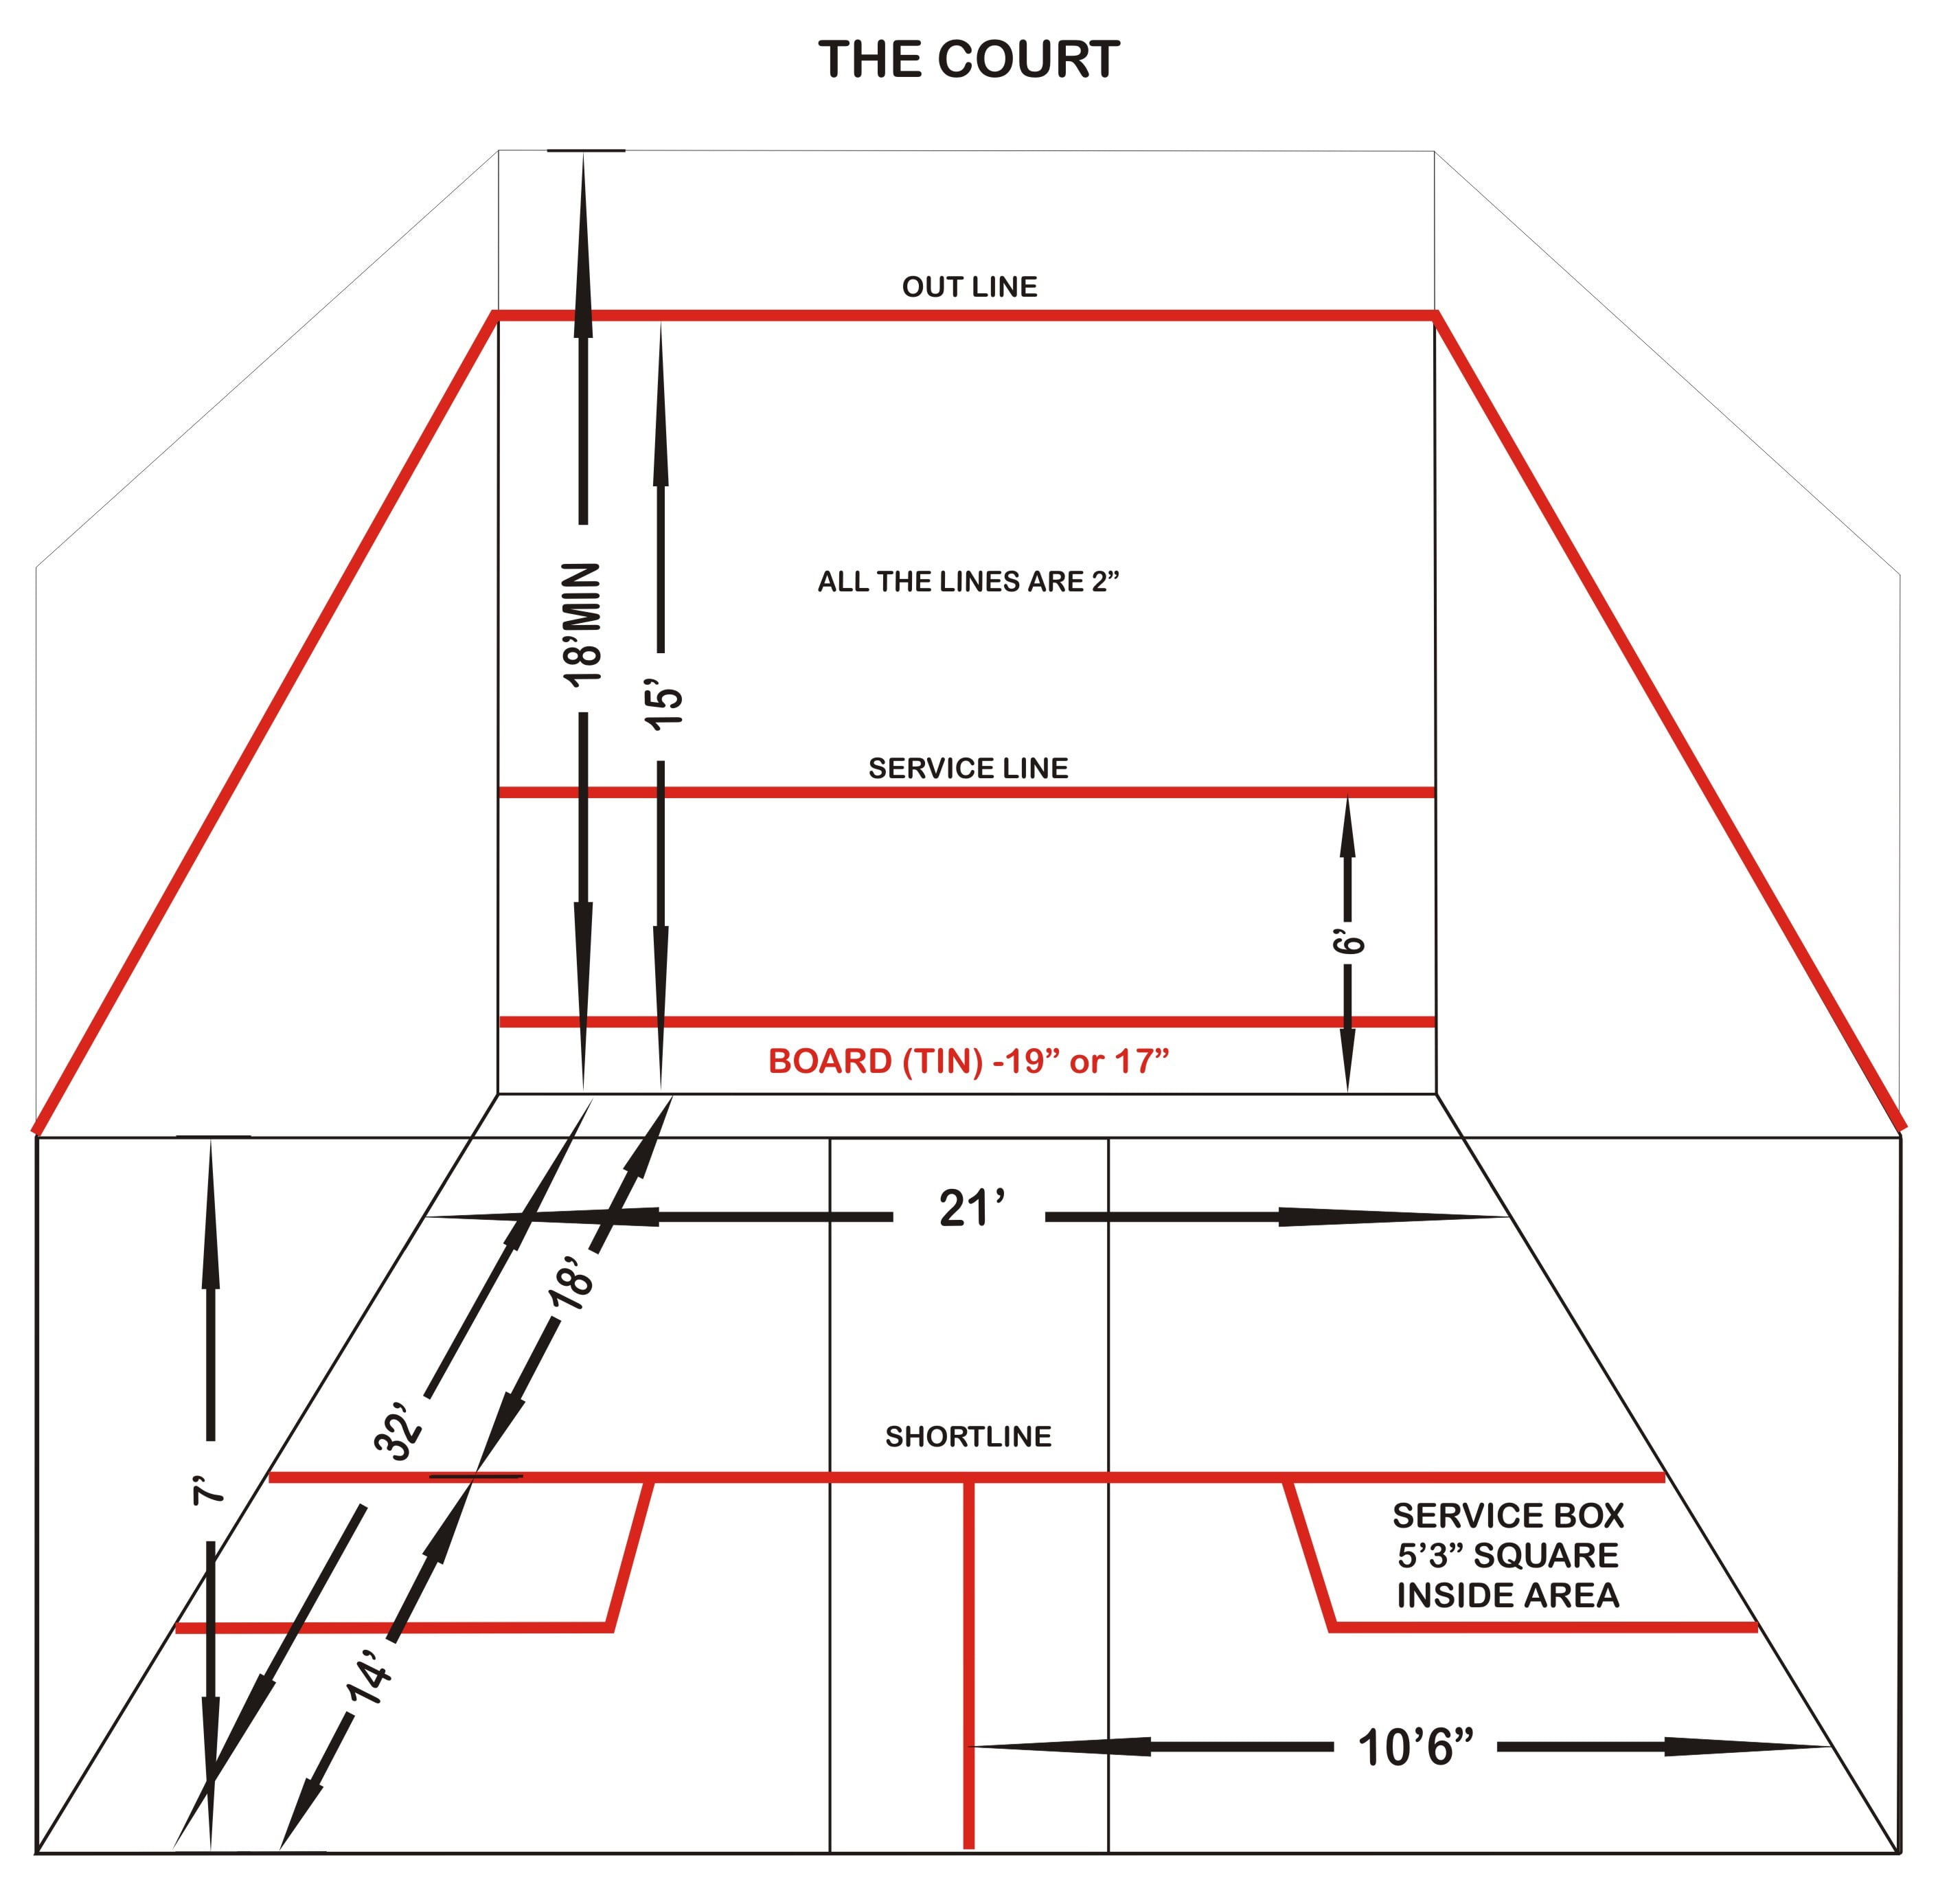 THE COURT
OUT LINE
ALL THE LINES ARE 2”
18’MIN
15’
SERVICE LINE
6’
BOARD (TIN) -19” or 17”
21’
18’
32’
SHORTLINE
7’
SERVICE BOX
5’3” SQUARE
INSIDE AREA
14’
10’6”